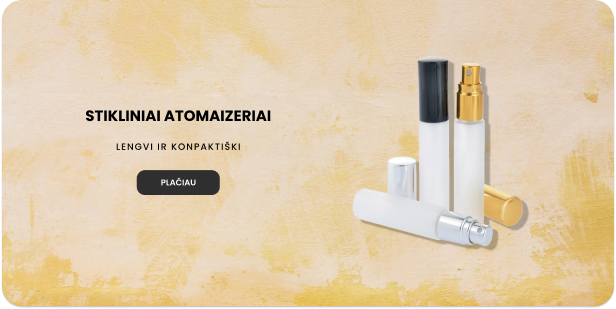 STIKLINIAI ATOMAIZERIAI
LENGVI IR KONPAKTIŠKI
PLAČIAU